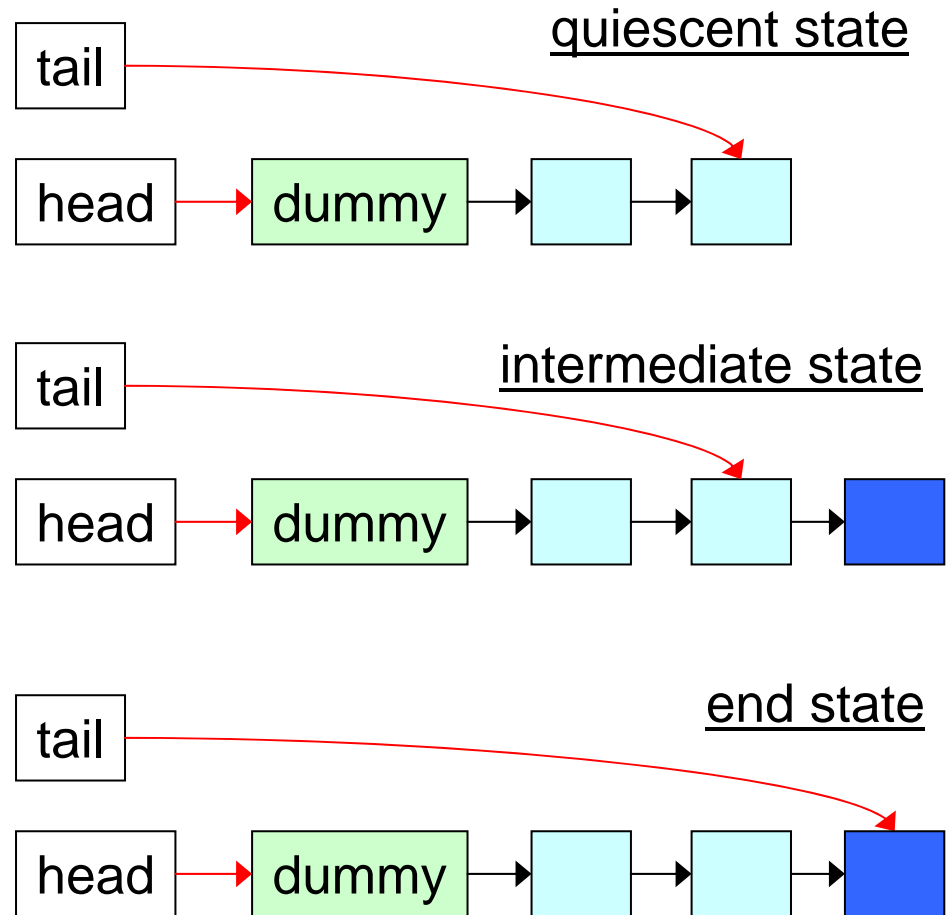 quiescent state
tail
head
dummy
intermediate state
tail
head
dummy
end state
tail
head
dummy